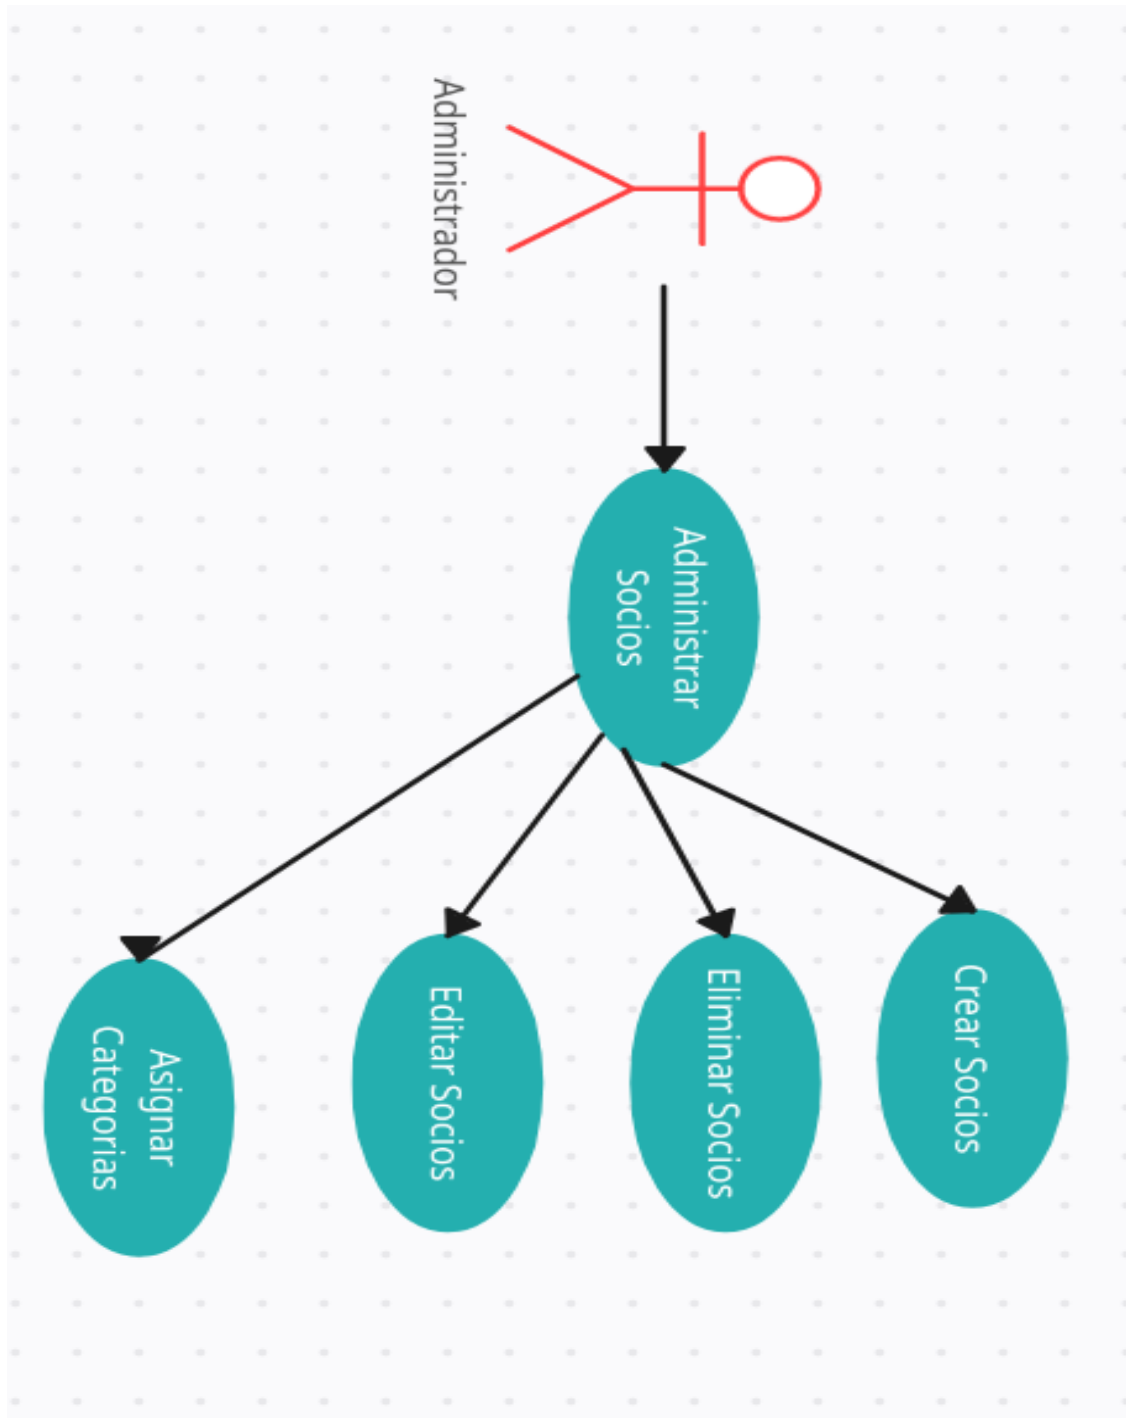 Administrador
Administrar
Socios
Crear Socios
Eliminar Socios
Editar Socios
Asignar
Categorias